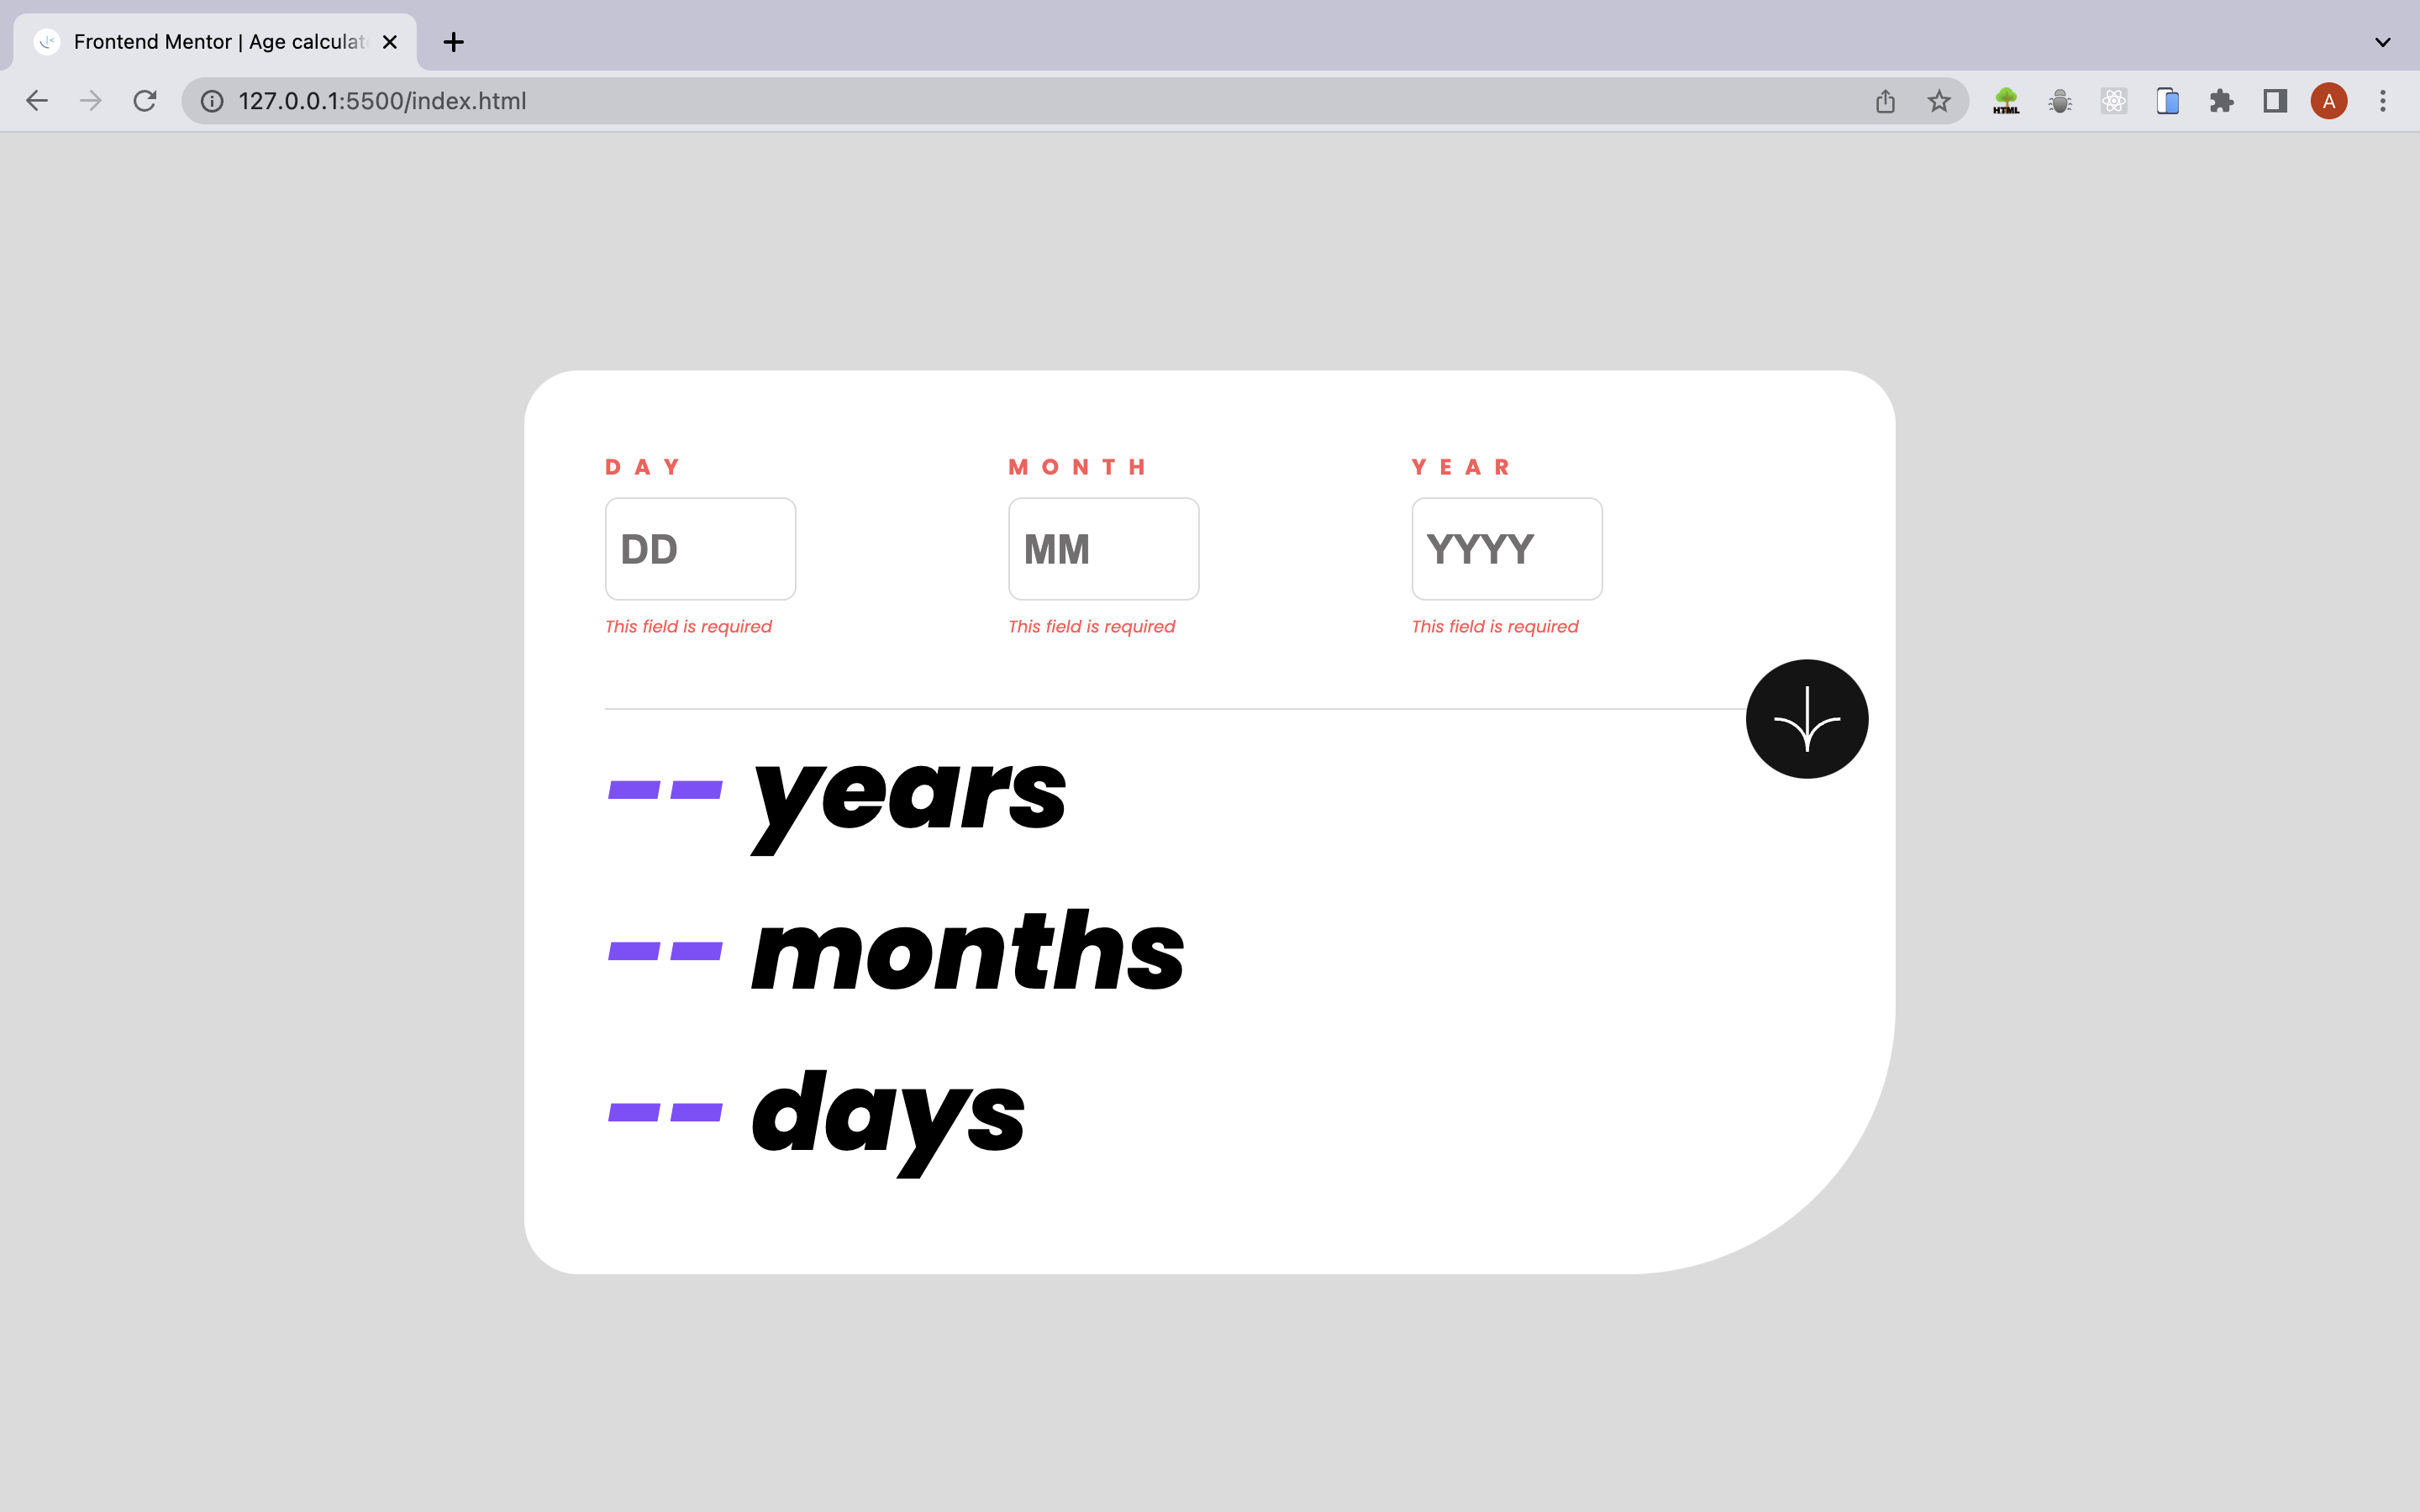 Frontend Mentor | Age calculat
127.0.0.1:5500/index.html
HTML
A
DAY MONTH YEAR
DD MM YYYY
This field is required This field is required This field is required
-- years
-- months
-- days